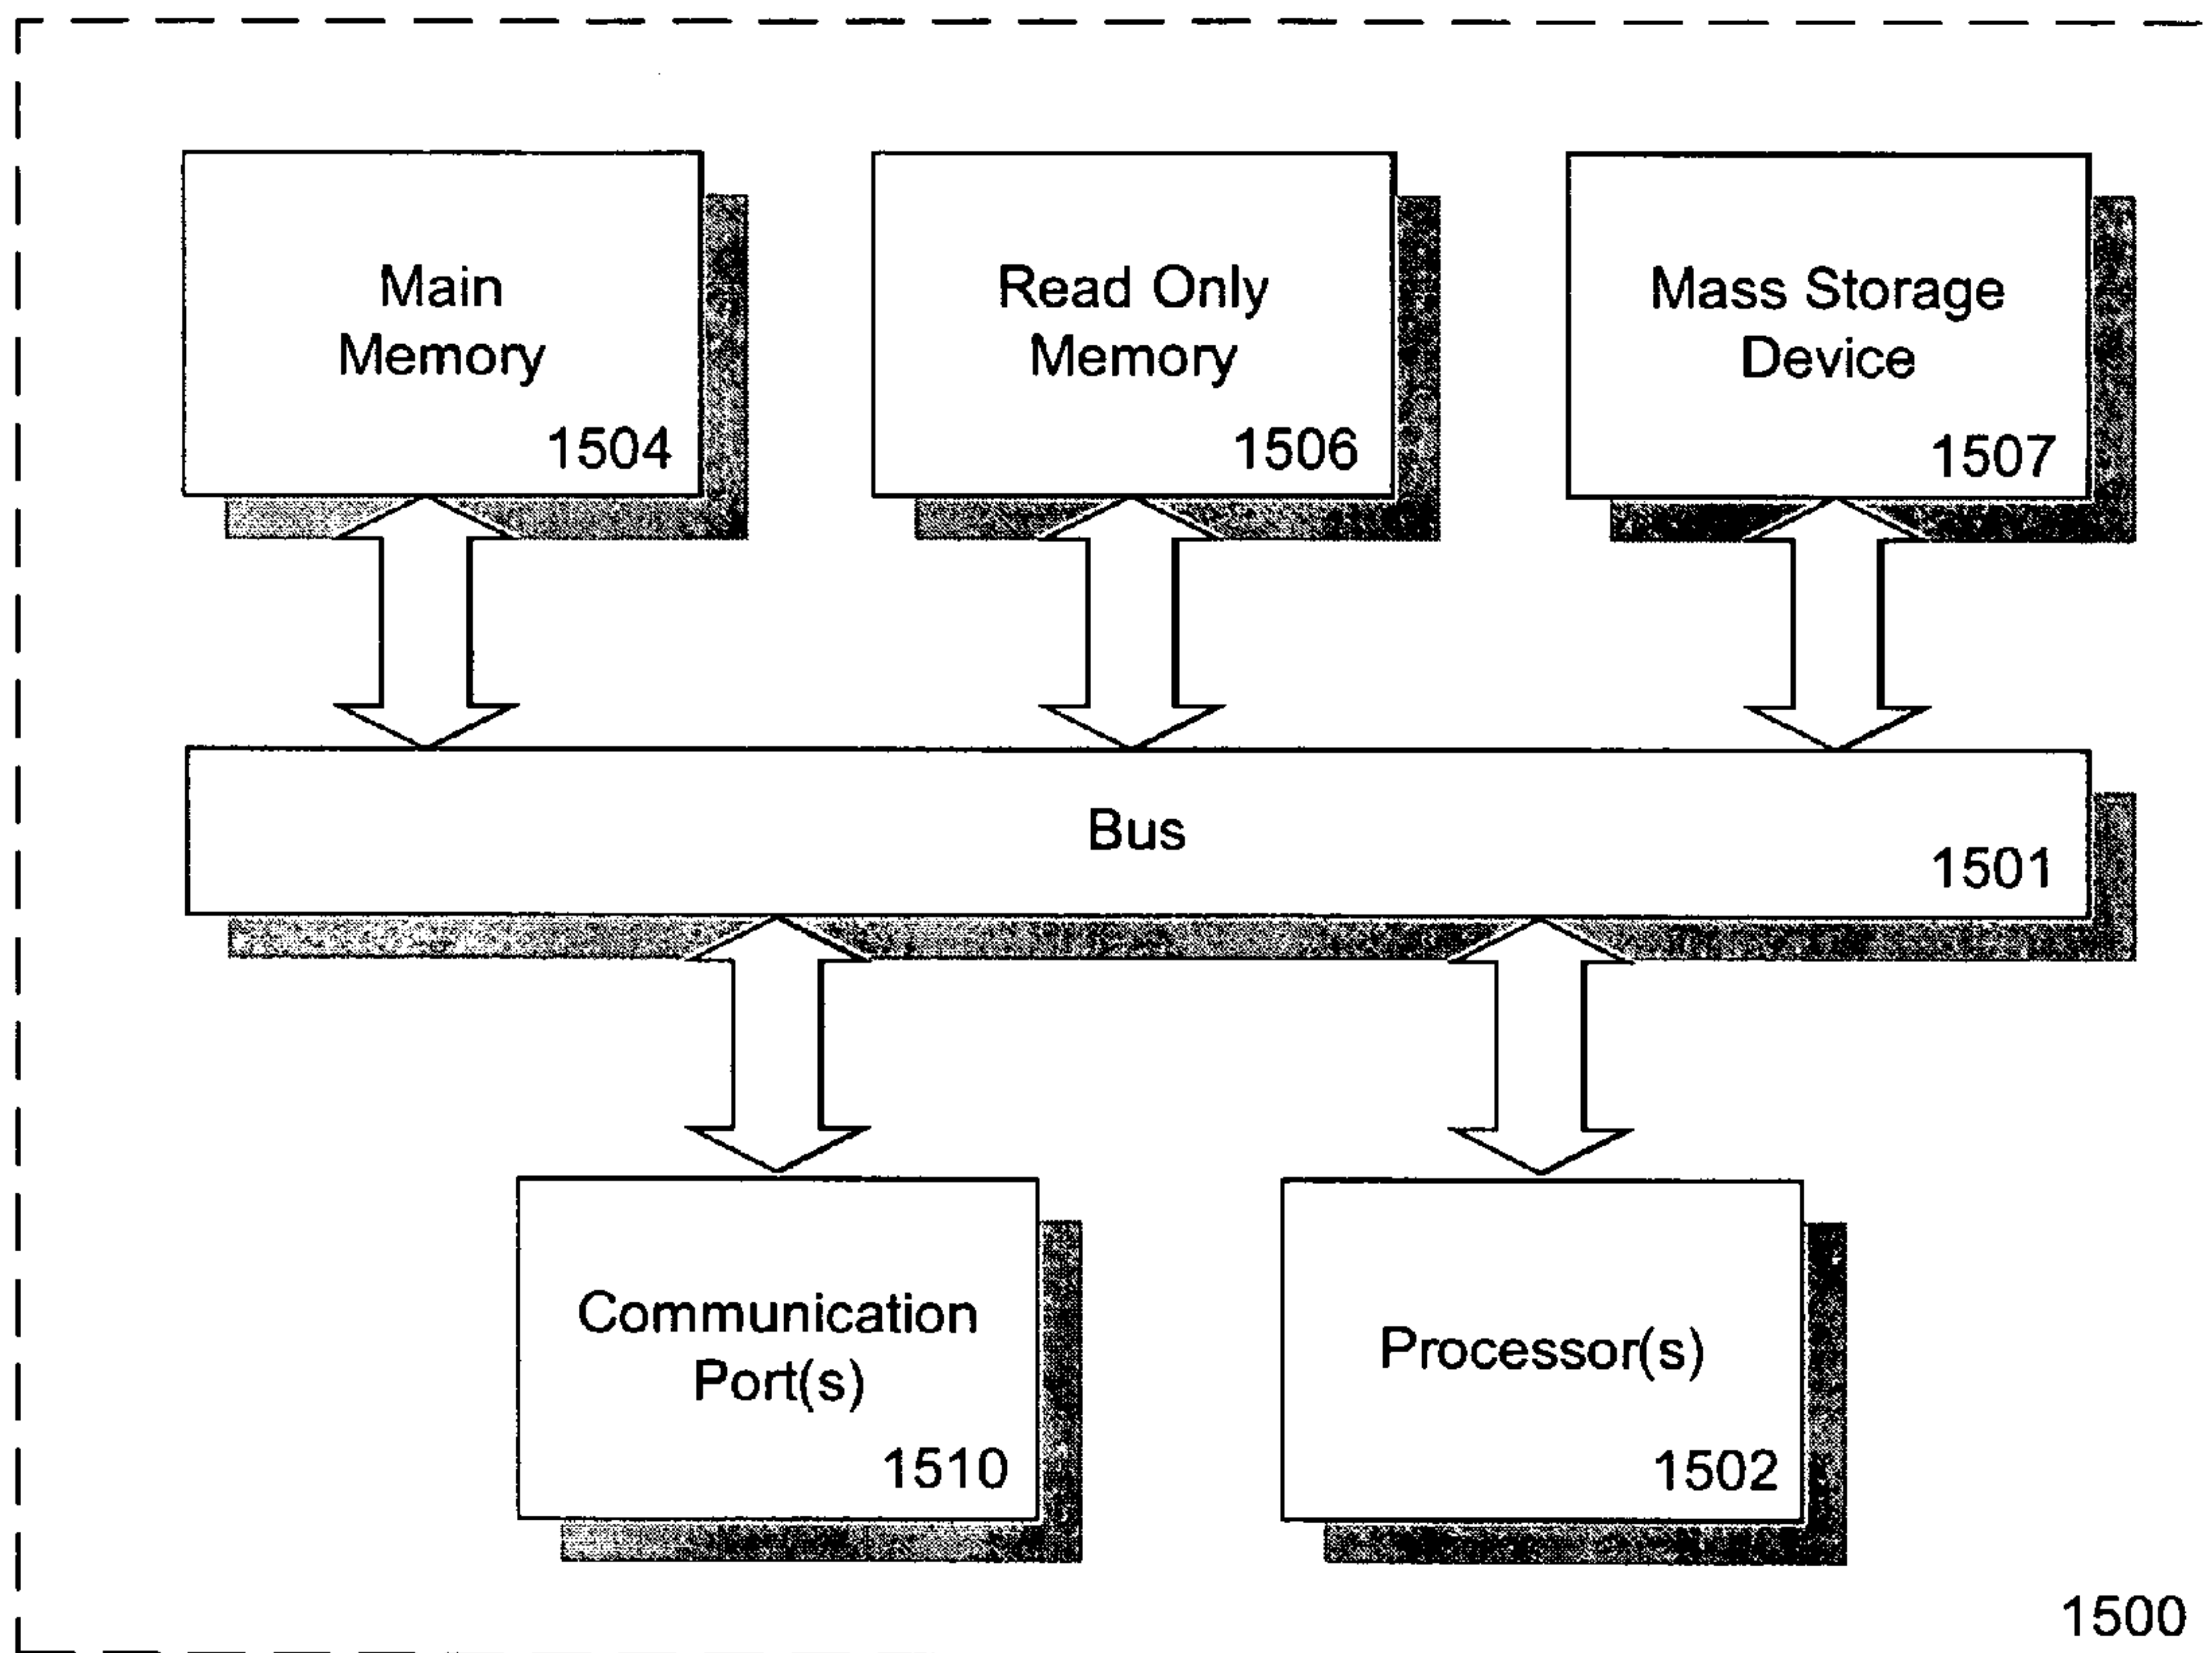 Main
Memory
1504
Read Only
Memory
1506
Mass Storage
Device
1507
Bus
1501
Communication
Port(s)
1510
Processor(s)
1502
1500